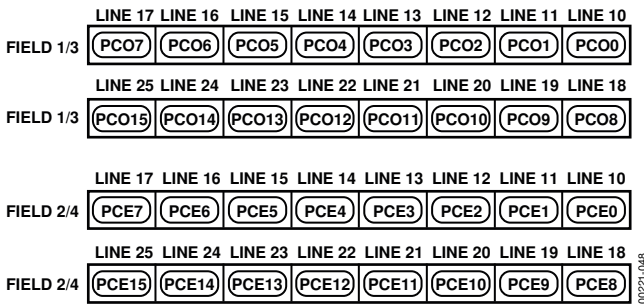 LINE 17 LINE 16 LINE 15 LINE 14 LINE 13 LINE 12 LINE 11 LINE 10
FIELD 1/3 PCO7 PCO6 PCO5 PCO4 PCO3 PCO2 PCO1 PCO0
LINE 25 LINE 24 LINE 23 LINE 22 LINE 21 LINE 20 LINE 19 LINE 18
FIELD 1/3 PCO15 PCO14 PCO13 PCO12 PCO11 PCO10 PCO9 PCO8
LINE 17 LINE 16 LINE 15 LINE 14 LINE 13 LINE 12 LINE 11 LINE 10
FIELD 2/4 PCE7 PCE6 PCE5 PCE4 PCE3 PCE2 PCE1 PCE0
LINE 25 LINE 24 LINE 23 LINE 22 LINE 21 LINE 20 LINE 19 LINE 18
FIELD 2/4 PCE15 PCE14 PCE13 PCE12 PCE11 PCE10 PCE9 PCE8